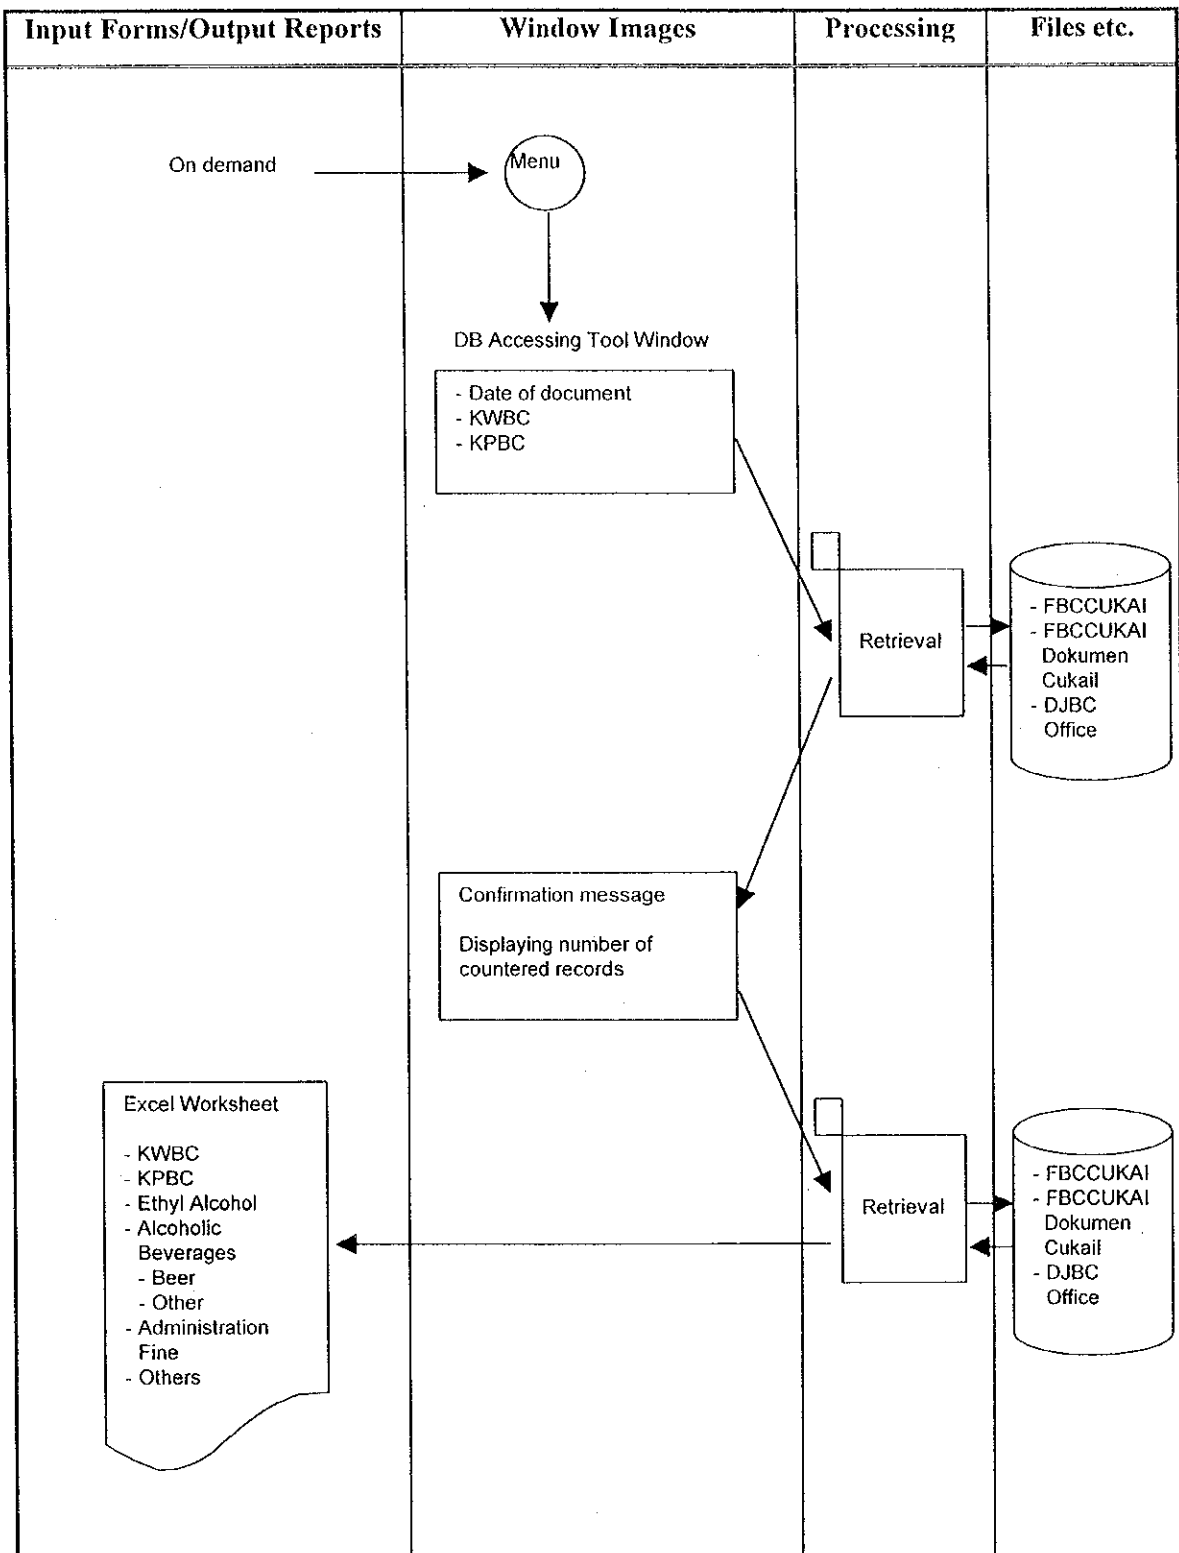 Input Forms/Output Reports
Window Images
Processing
Files etc.
On demand
Menu
DB Accessing Tool Window
- Date of document
- KWBC
- KPBC
Retrieval
- FBCCUKAI
- FBCCUKAI
Dokumen
Cukail
- DJBC
Office
Confirmation message
Displaying number of
countered records
Excel Worksheet
- KWBC
- KPBC
- Ethyl Alcohol
- Alcoholic
Beverages
- Beer
- Other
- Administration
Fine
- Others
Retrieval
- FBCCUKAI
- FBCCUKAI
Dokumen
Cukail
- DJBC
Office